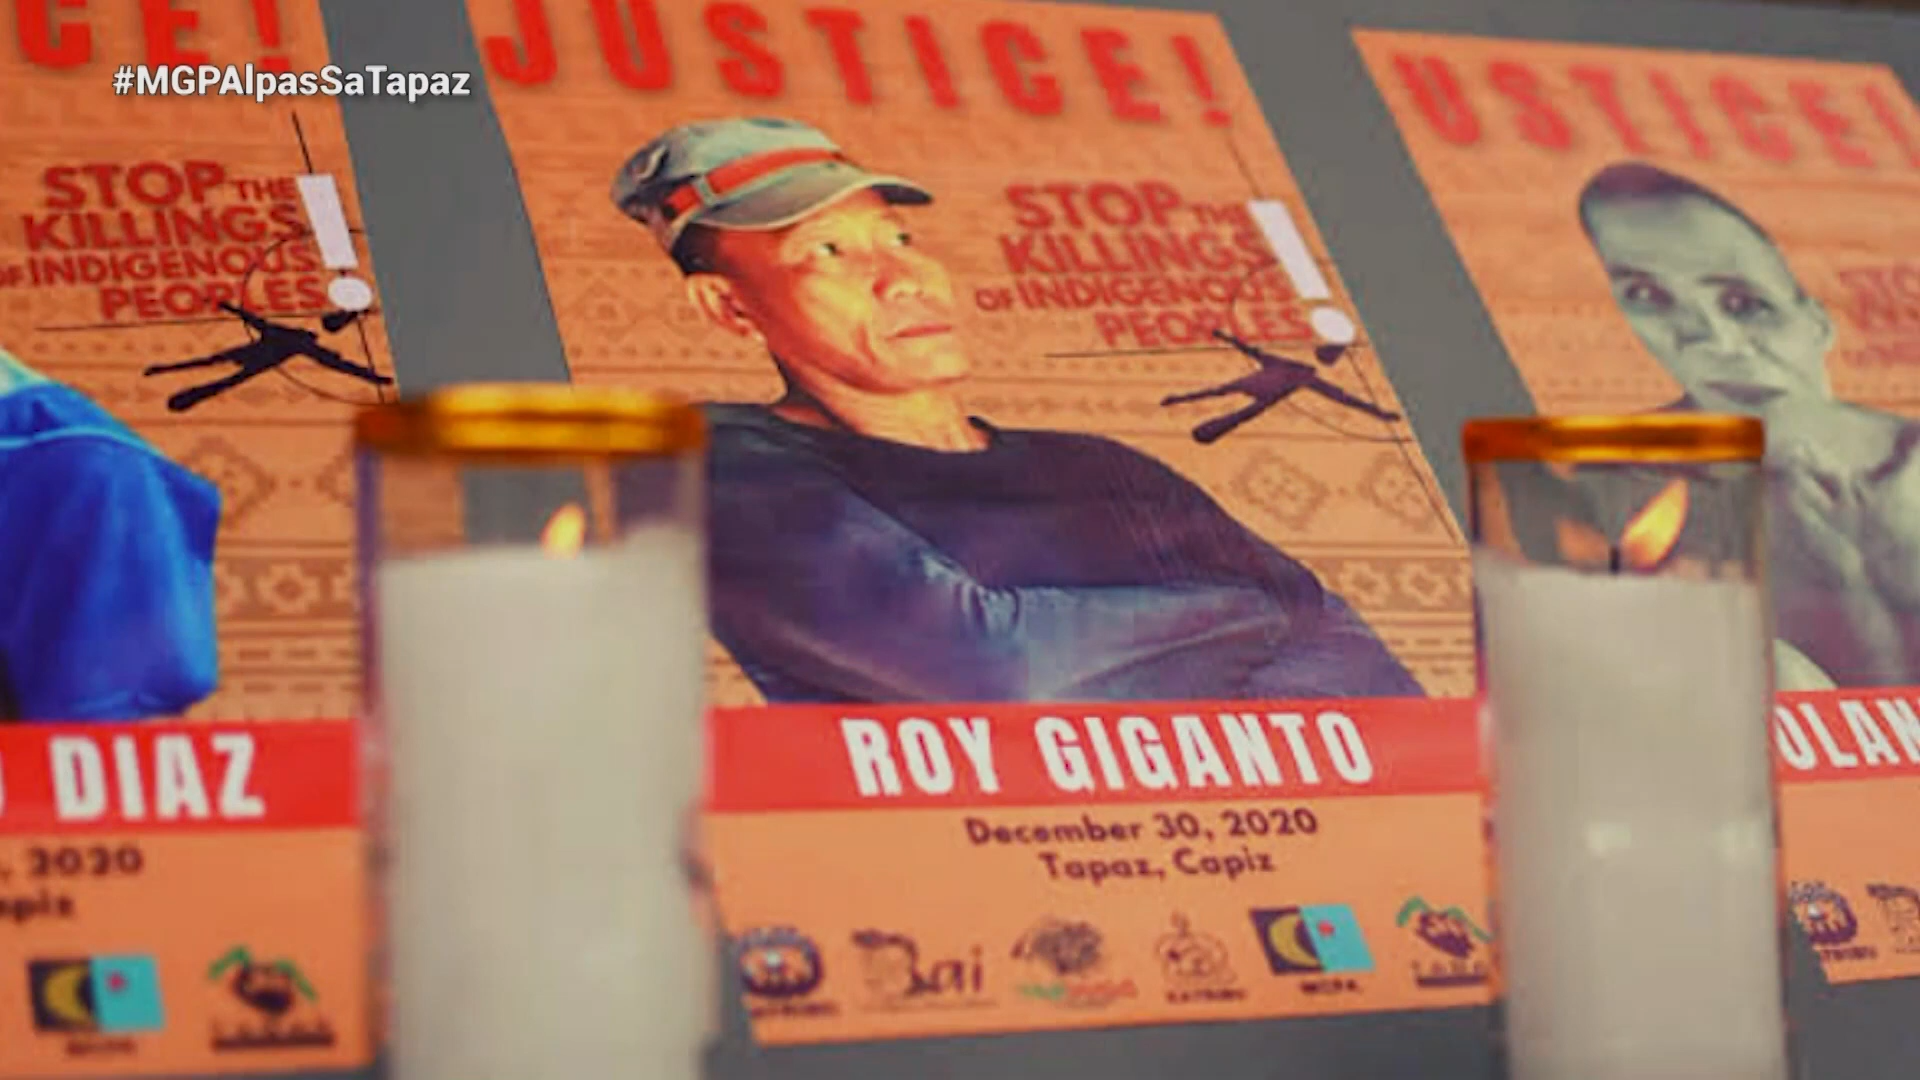 #MGPAlpasSaTapaz
CE!
STOP THE
KILLINGS
OF INDIGENOUS
PEOPLES
DIAZ
, 2020
JUSTICE!
STOP THE
KILLINGS
OF INDIGENOUS
PEOPLES
ROY GIGANTO
December 30, 2020
Tapaz, Capiz
Bai
USTICE!